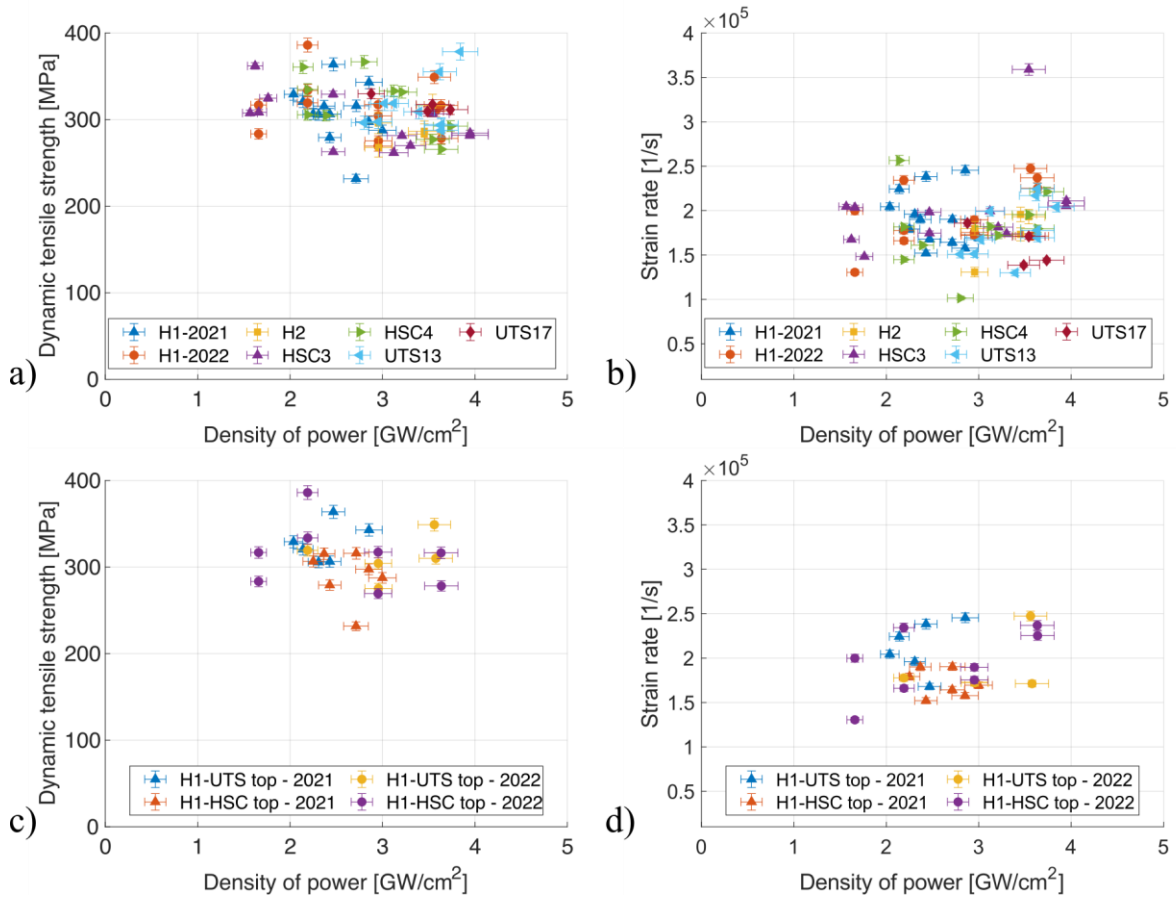 a)
Dynamic tensile strength [MPa]
400
300
200
100
0
0 1 2 3 4 5
Density of power [GW/cm²]
H1-2021 H2 HSC4 UTS17
H1-2022 HSC3 UTS13
b)
Strain rate [1/s]
×10⁵
4
3.5
3
2.5
2
1.5
1
0.5
0 1 2 3 4 5
Density of power [GW/cm²]
H1-2021 H2 HSC4 UTS17
H1-2022 HSC3 UTS13
c)
Dynamic tensile strength [MPa]
400
300
200
100
0
0 1 2 3 4 5
Density of power [GW/cm²]
H1-UTS top - 2021 H1-UTS top - 2022
H1-HSC top - 2021 H1-HSC top - 2022
d)
Strain rate [1/s]
×10⁵
4
3.5
3
2.5
2
1.5
1
0.5
0 1 2 3 4 5
Density of power [GW/cm²]
H1-UTS top - 2021 H1-UTS top - 2022
H1-HSC top - 2021 H1-HSC top - 2022